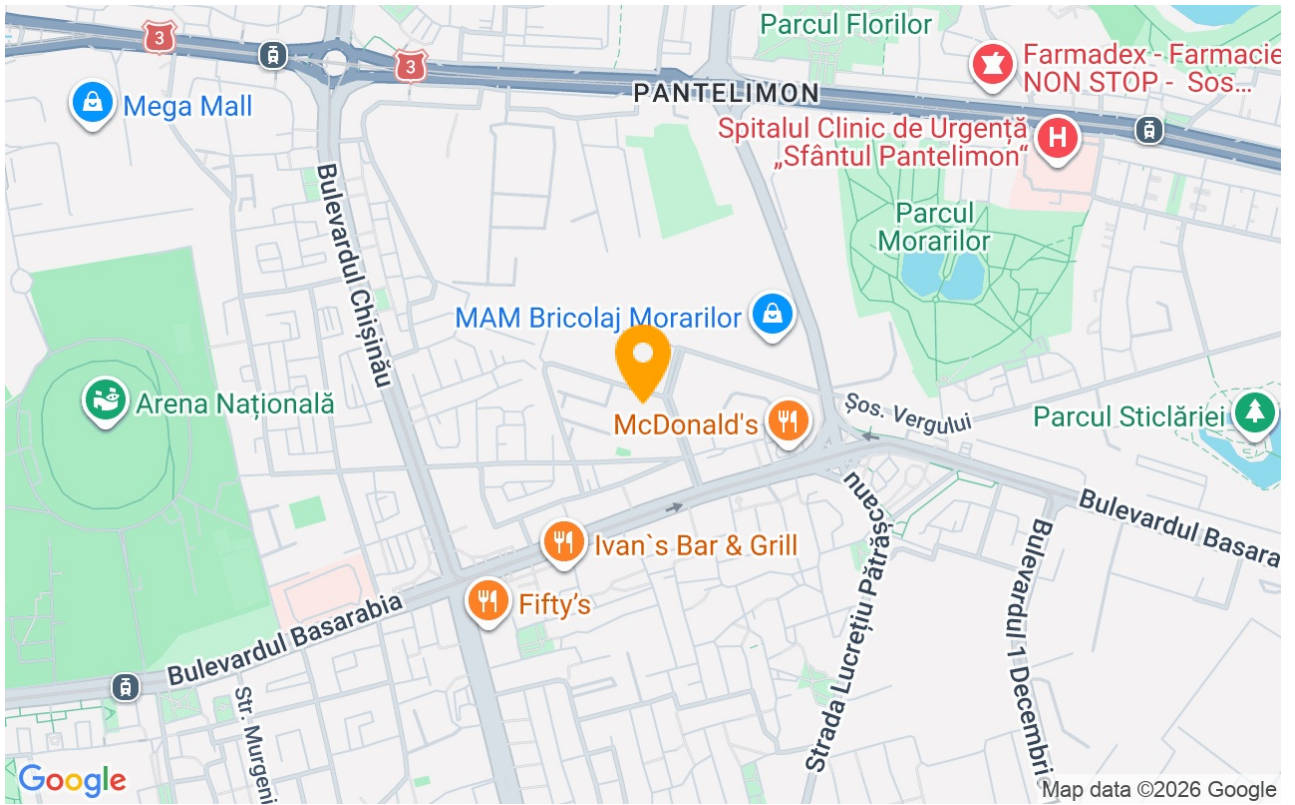 Parcul Florilor
3
3
Farmadex - Farmacie
NON STOP - Sos...
PANTELIMON
Mega Mall
Spitalul Clinic de Urgență
„Sfântul Pantelimon“
H
Bulevardul Chișinău
Parcul
Morarilor
MAM Bricolaj Morarilor
Arena Națională
McDonald's
Șos. Vergului
Parcul Sticlăriei
Bulevardul Basara
Strada Lucrețiu Pătrășcanu
Bulevardul 1 Decembri
Ivan`s Bar & Grill
Fifty’s
Bulevardul Basarabia
Str. Murgeni
Google
Map data ©2026 Google